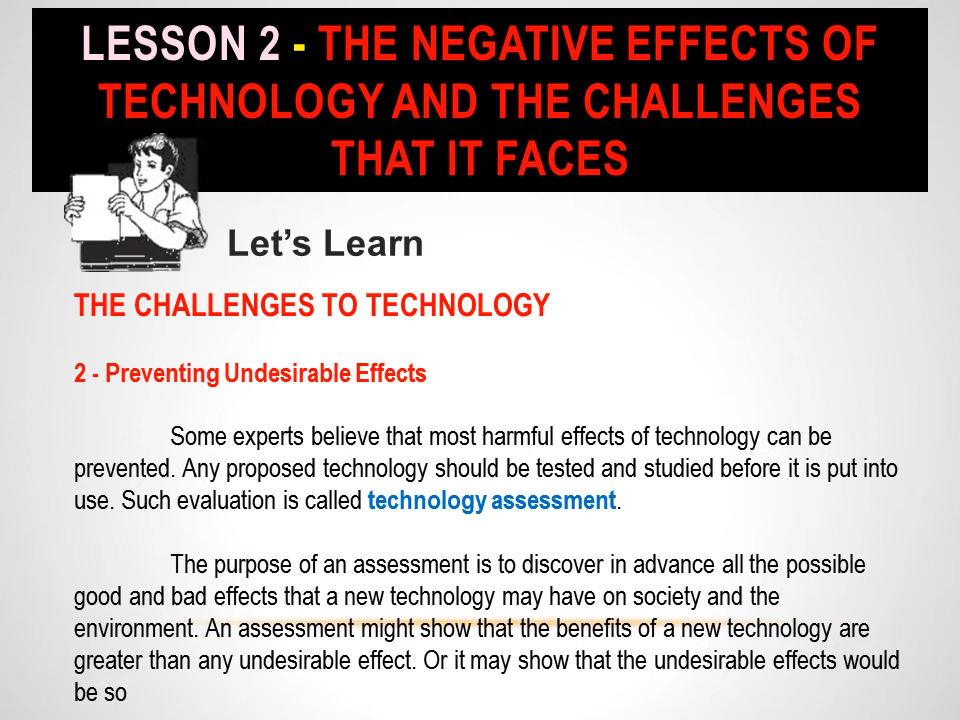 LESSON 2 - THE NEGATIVE EFFECTS OF
TECHNOLOGY AND THE CHALLENGES
THAT IT FACES
Let’s Learn
THE CHALLENGES TO TECHNOLOGY
2 - Preventing Undesirable Effects
Some experts believe that most harmful effects of technology can be
prevented. Any proposed technology should be tested and studied before it is put into
use. Such evaluation is called technology assessment.
The purpose of an assessment is to discover in advance all the possible
good and bad effects that a new technology may have on society and the
environment. An assessment might show that the benefits of a new technology are
greater than any undesirable effect. Or it may show that the undesirable effects would
be so